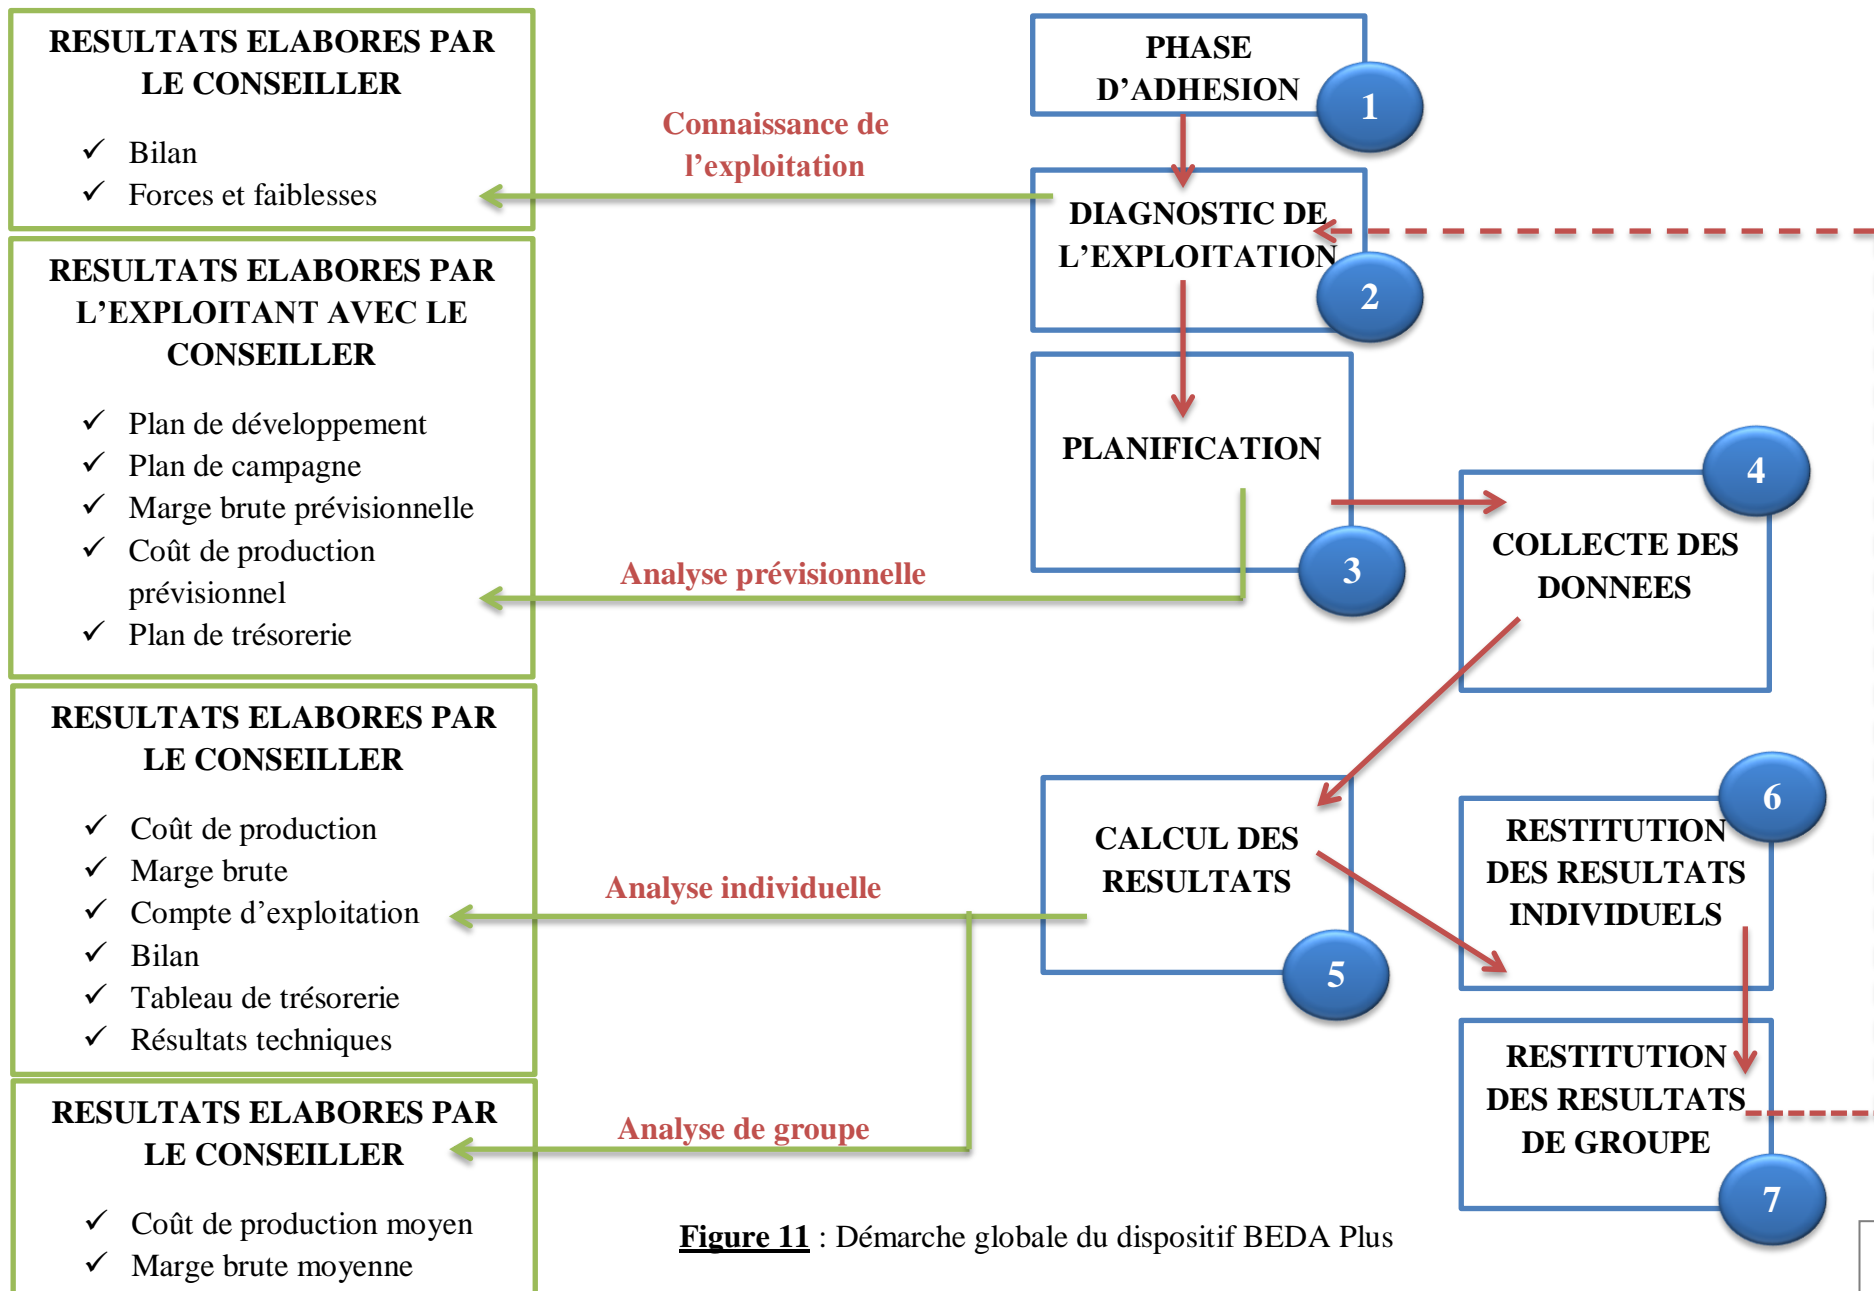 RESULTATS ELABORES PAR
LE CONSEILLER
✓ Bilan
✓ Forces et faiblesses
RESULTATS ELABORES PAR
L’EXPLOITANT AVEC LE
CONSEILLER
✓ Plan de développement
✓ Plan de campagne
✓ Marge brute prévisionnelle
✓ Coût de production
prévisionnel
✓ Plan de trésorerie
RESULTATS ELABORES PAR
LE CONSEILLER
✓ Coût de production
✓ Marge brute
✓ Compte d’exploitation
✓ Bilan
✓ Tableau de trésorerie
✓ Résultats techniques
RESULTATS ELABORES PAR
LE CONSEILLER
✓ Coût de production moyen
✓ Marge brute moyenne
Connaissance de
l’exploitation
Analyse prévisionnelle
Analyse individuelle
Analyse de groupe
PHASE
D’ADHESION
1
DIAGNOSTIC DE
L’EXPLOITATION
2
PLANIFICATION
3
4
COLLECTE DES
DONNEES
CALCUL DES
RESULTATS
5
6
RESTITUTION
DES RESULTATS
INDIVIDUELS
RESTITUTION
DES RESULTATS
DE GROUPE
7
Figure 11 : Démarche globale du dispositif BEDA Plus